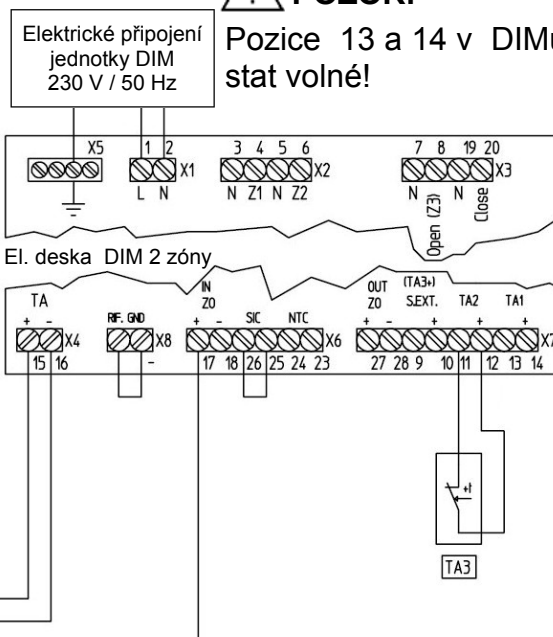 Elektrické připojení
jednotky DIM
230 V / 50 Hz
Pozice 13 a 14 v DIMu
stat volné!
X5 1 2 3 4 5 6 7 8 19 20
X1 X2 X3
L N N Z1 N Z2 N Open (Z3) N Close
El. deska DIM 2 zóny
TA RIF. GND IN Z0 SIC NTC OUT Z0 (TA3+) S.EXT. TA2 TA1
+ - + - + - + + +
X4 X8 X6 X7
15 16 - 17 18 26 25 24 23 27 28 9 10 11 12 13 14
+t
TA3